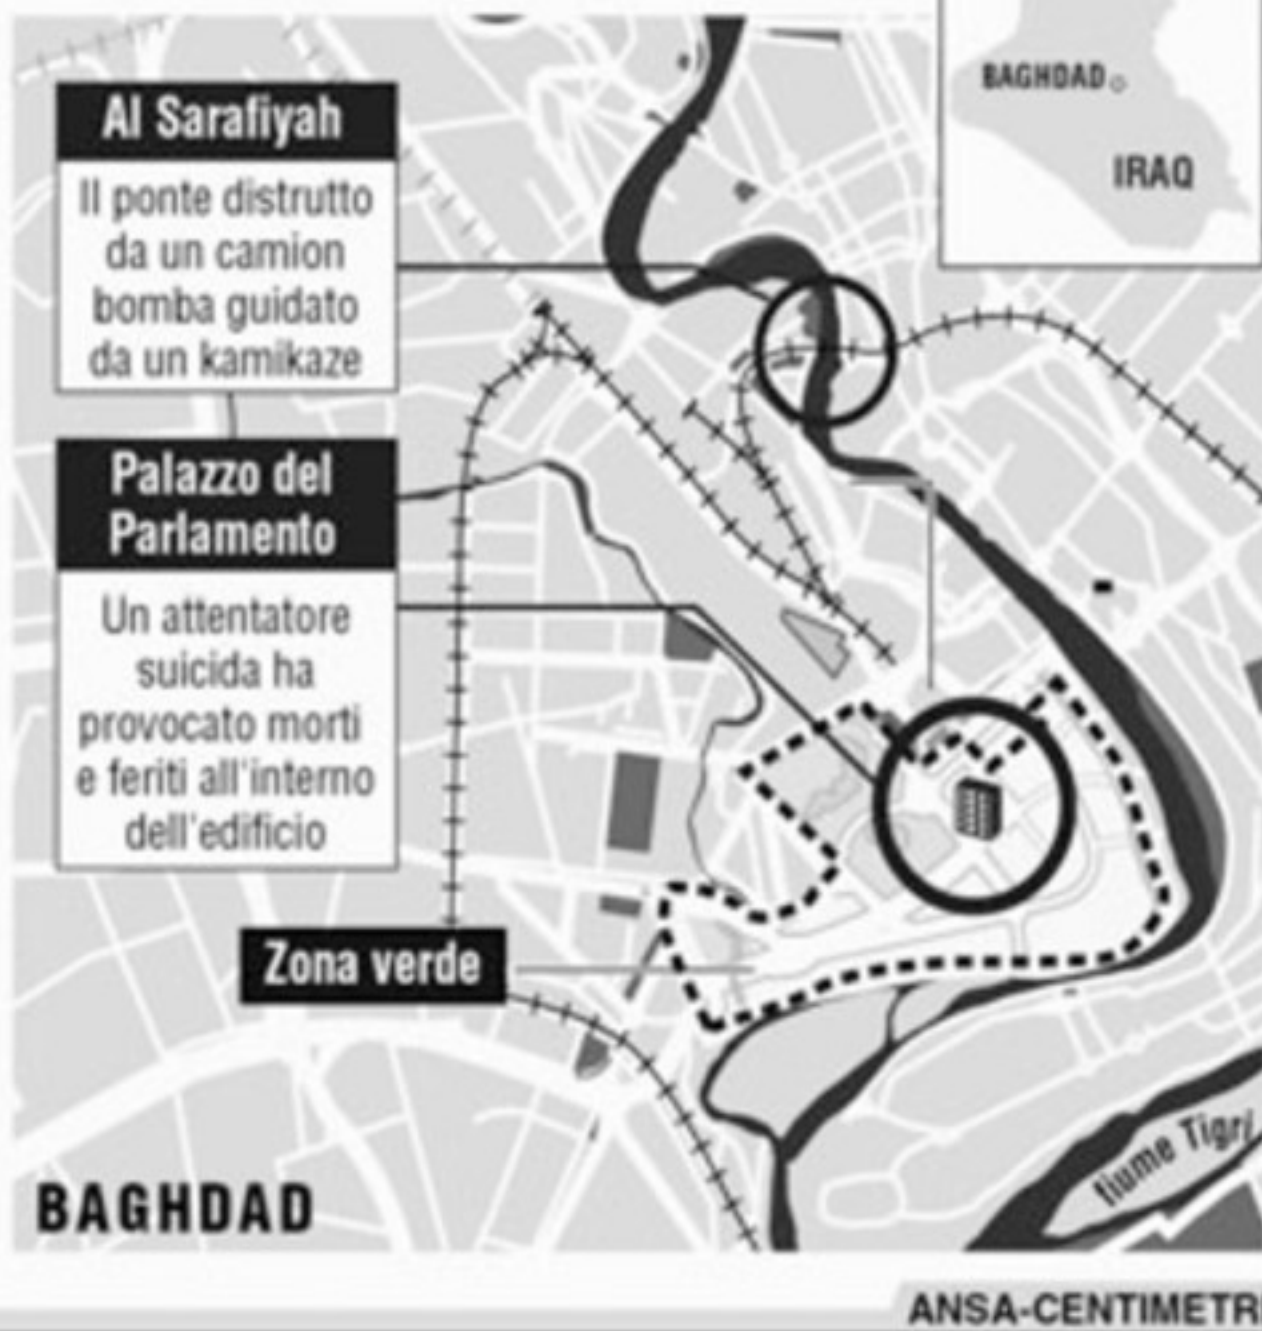 BAGHDAD
IRAQ
Al Sarafiyah
Il ponte distrutto
da un camion
bomba guidato
da un kamikaze
Palazzo del
Parlamento
Un attentatore
suicida ha
provocato morti
e feriti all'interno
dell'edificio
Zona verde
fiume Tigri
BAGHDAD
ANSA-CENTIMETR